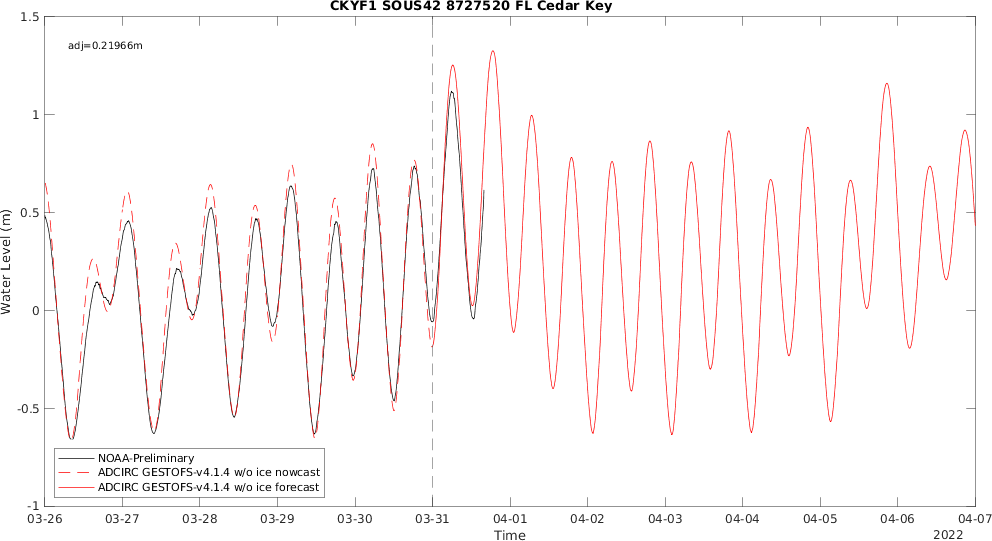 CKYF1 SOUS42 8727520 FL Cedar Key
adj=0.21966m
1.5
1
0.5
0
-0.5
-1
Water Level (m)
NOAA-Preliminary
ADCIRC GESTOFS-v4.1.4 w/o ice nowcast
ADCIRC GESTOFS-v4.1.4 w/o ice forecast
03-26 03-27 03-28 03-29 03-30 03-31 04-01 04-02 04-03 04-04 04-05 04-06 04-07
Time
2022